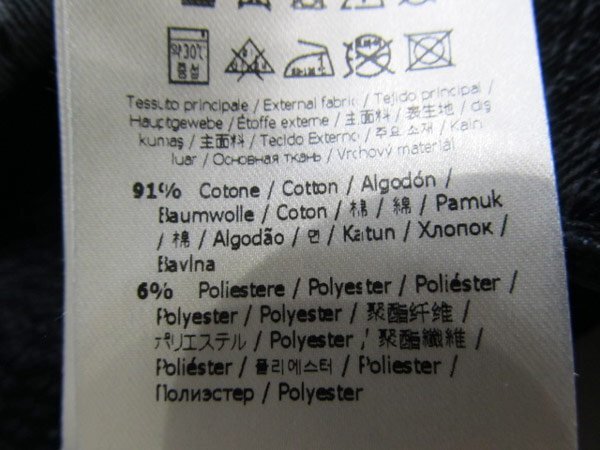 약 30℃
중성
Tessuto principale / External fabric / Tejido principal /
Hauptgewebe / Étoffe externe / 主面料 / 表生地 / dış
kumaş / 主面料 / Tecido Externo / 주요 소재 / Kain
luar / Основная ткань / Vrchový materiál
91% Cotone / Cotton / Algodón /
Baumwolle / Coton / 棉 / 綿 / Pamuk
/ 棉 / Algodão / 면 / Katun / Хлопок /
Bavlna
6% Poliestere / Polyester / Poliéster /
Polyester / Polyester / 聚酯纤维 /
ポリエステル / Polyester / 聚酯纖維 /
Poliéster / 폴리에스터 / Poliester /
Полиэстер / Polyester